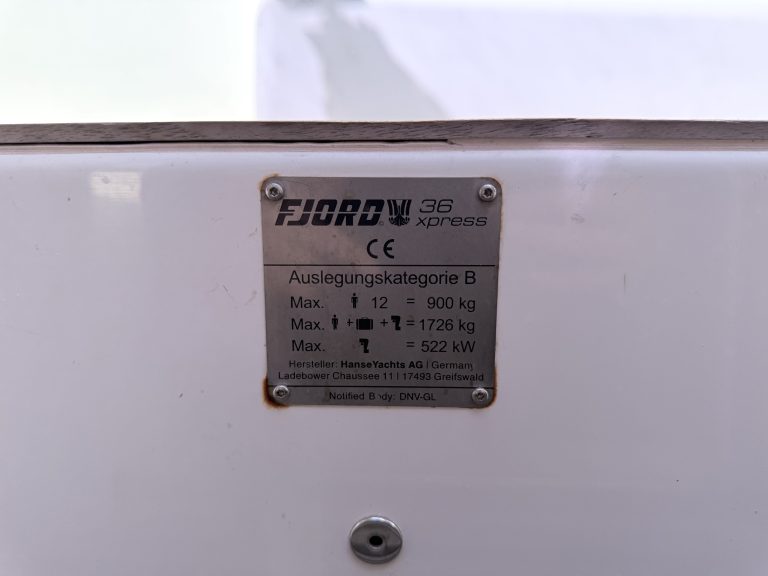 FJORD 36
xpress
CE
Auslegungskategorie B
Max. 12 = 900 kg
Max. + + = 1726 kg
Max. = 522 kW
Hersteller: HanseYachts AG | Germany
Ladebower Chaussee 11 | 17493 Greifswald
Notified Body: DNV-GL